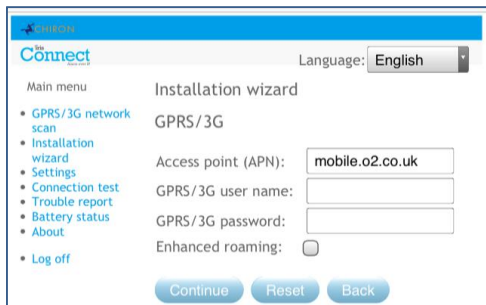 CHIRON
Iris
Connect
Language: English
Main menu
GPRS/3G network
scan
Installation
wizard
Settings
Connection test
Trouble report
Battery status
About
Log off
Installation wizard
GPRS/3G
Access point (APN): mobile.o2.co.uk
GPRS/3G user name:
GPRS/3G password:
Enhanced roaming:
Continue Reset Back